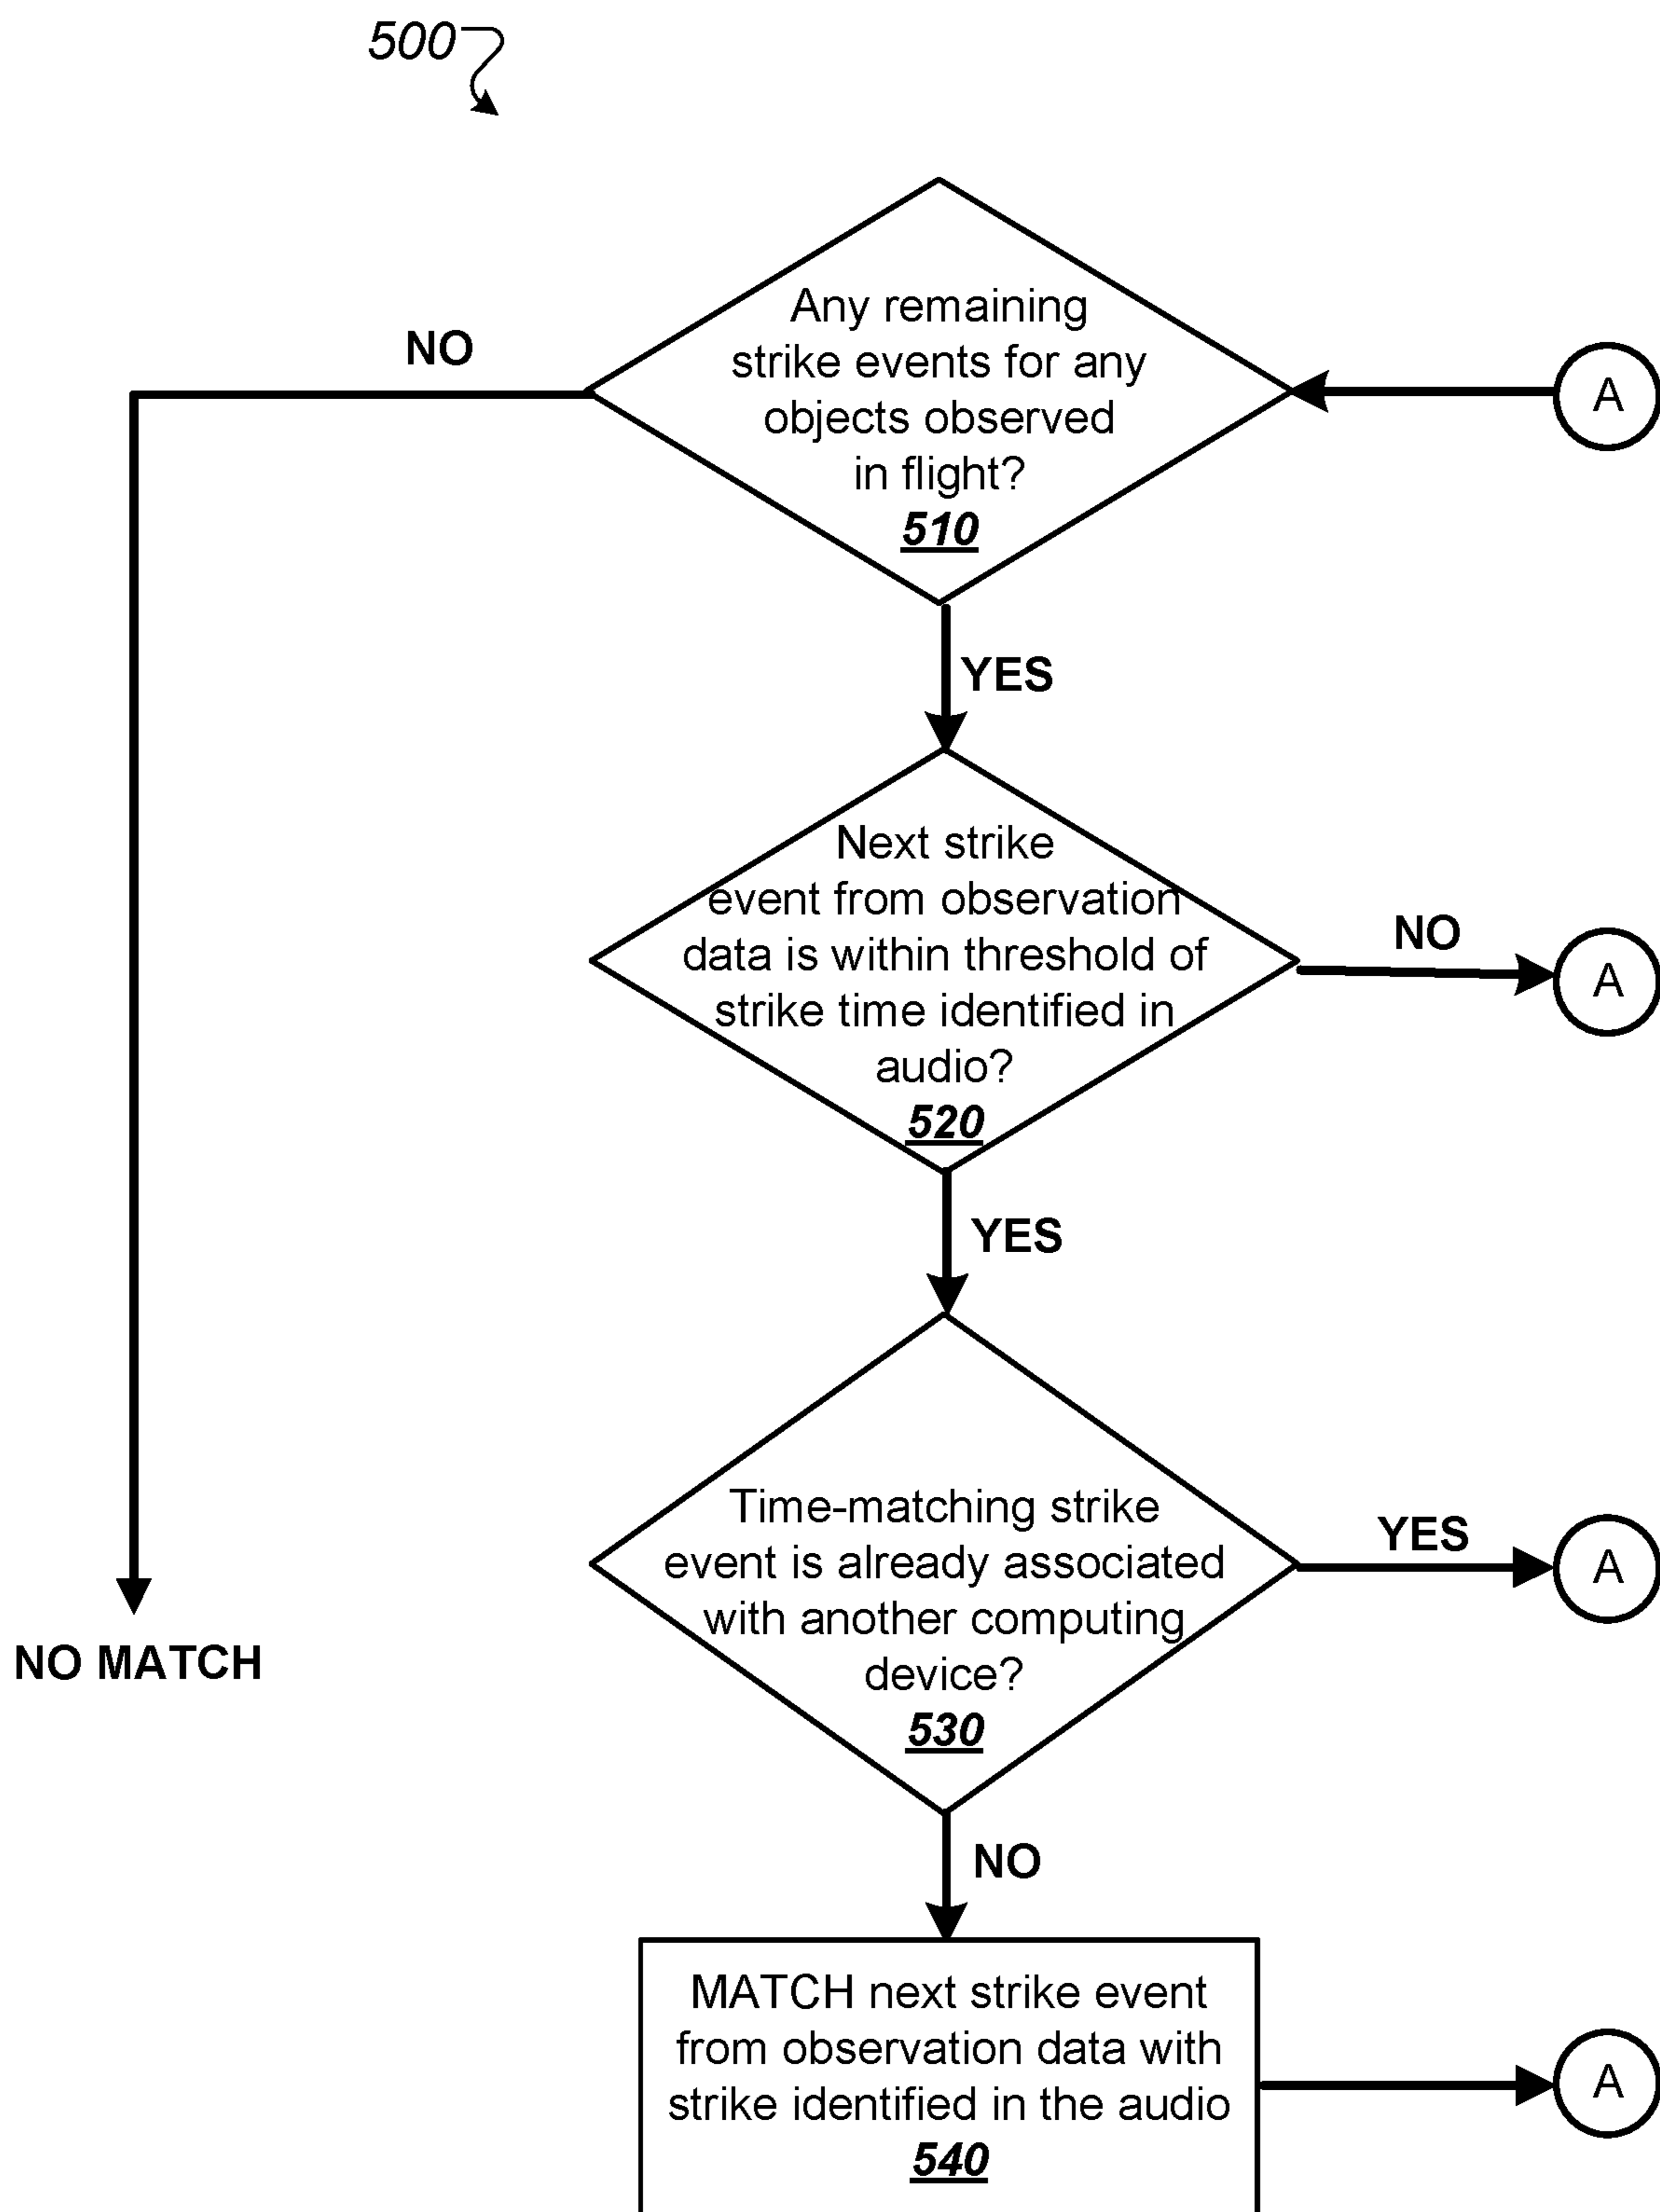 500
Any remaining
strike events for any
objects observed
in flight?
510
NO
A
YES
Next strike
event from observation
data is within threshold of
strike time identified in
audio?
520
NO
A
YES
Time-matching strike
event is already associated
with another computing
device?
530
YES
A
NO MATCH
NO
MATCH next strike event
from observation data with
strike identified in the audio
540
A